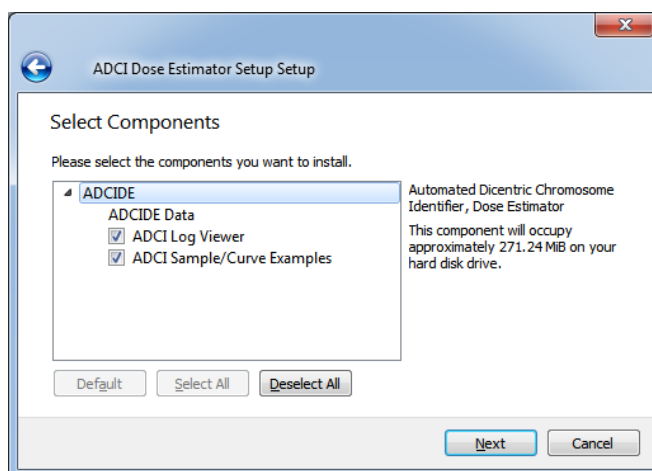 ADCI Dose Estimator Setup Setup
Select Components
Please select the components you want to install.
ADCIDE
ADCIDE Data
ADCI Log Viewer
ADCI Sample/Curve Examples
Automated Dicentric Chromosome
Identifier, Dose Estimator
This component will occupy
approximately 271.24 MiB on your
hard disk drive.
Default Select All Deselect All
Next Cancel